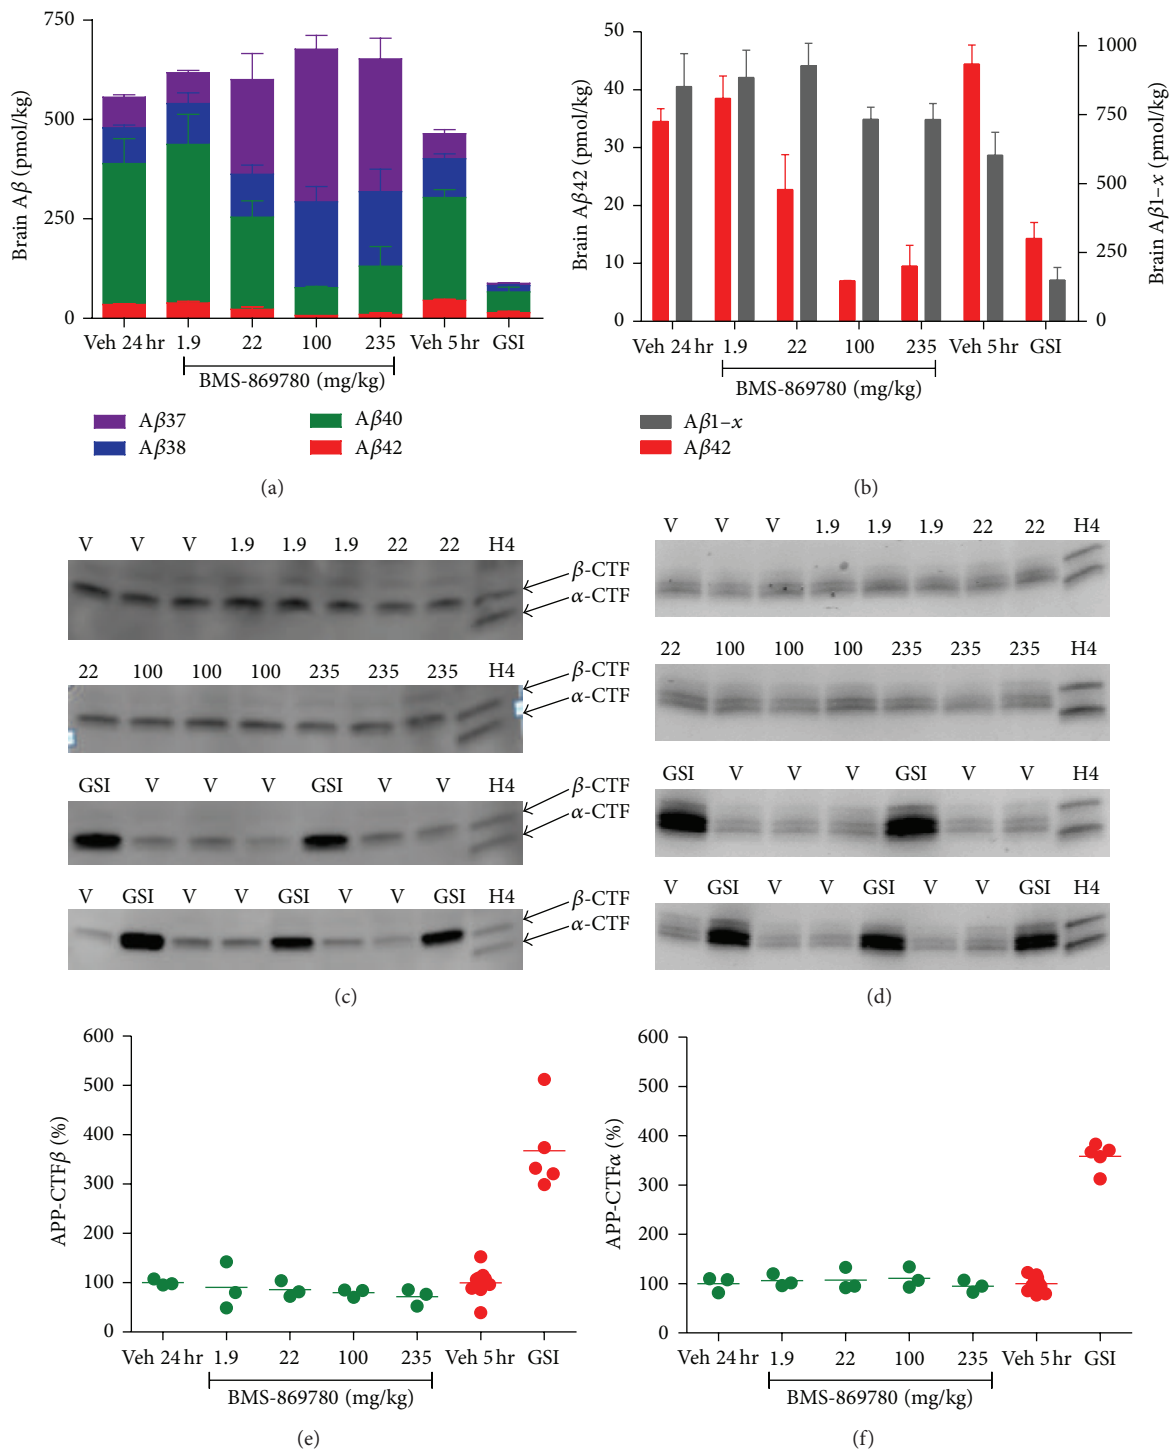 750
500
250
0
Brain Aβ (pmol/kg)
Veh 24 hr 1.9 22 100 235 Veh 5 hr GSI
BMS-869780 (mg/kg)
Aβ37
Aβ38
Aβ40
Aβ42
(a)
50
40
30
20
10
0
Brain Aβ42 (pmol/kg)
1000
750
500
250
0
Brain Aβ1–x (pmol/kg)
Veh 24 hr 1.9 22 100 235 Veh 5 hr GSI
BMS-869780 (mg/kg)
Aβ1–x
Aβ42
(b)
V V V 1.9 1.9 1.9 22 22 H4
β-CTF
α-CTF
22 100 100 100 235 235 235 H4
β-CTF
α-CTF
GSI V V V GSI V V H4
β-CTF
α-CTF
V GSI V V GSI V V GSI H4
β-CTF
α-CTF
(c)
V V V 1.9 1.9 1.9 22 22 H4
22 100 100 100 235 235 235 H4
GSI V V V GSI V V H4
V GSI V V GSI V V GSI H4
(d)
600
500
400
300
200
100
0
APP-CTFβ (%)
Veh 24 hr 1.9 22 100 235 Veh 5 hr GSI
BMS-869780 (mg/kg)
(e)
600
500
400
300
200
100
0
APP-CTFα (%)
Veh 24 hr 1.9 22 100 235 Veh 5 hr GSI
BMS-869780 (mg/kg)
(f)